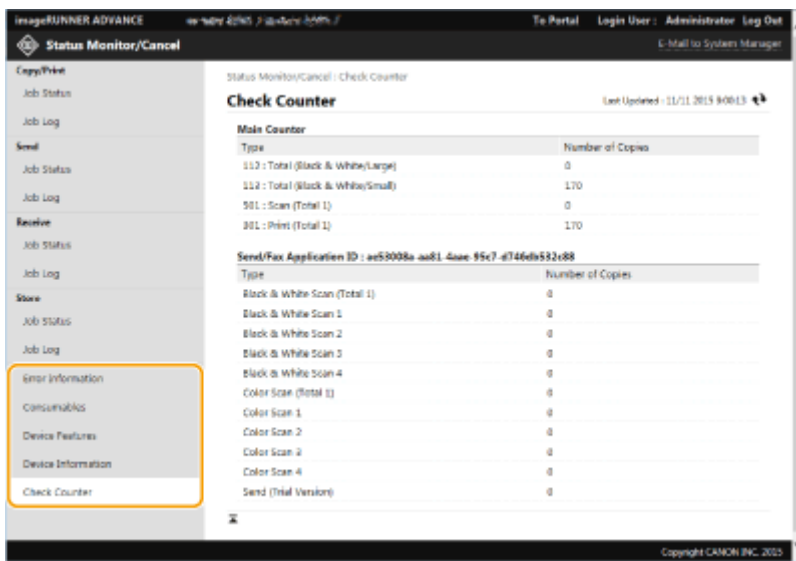 imageRUNNER ADVANCE To Portal Login User : Administrator Log Out
Status Monitor/Cancel E-Mail to System Manager
Copy/Print
Job Status
Job Log
Send
Job Status
Job Log
Receive
Job Status
Job Log
Store
Job Status
Job Log
Error Information
Consumables
Device Features
Device Information
Check Counter
Status Monitor/Cancel : Check Counter
Check Counter Last Updated : 11/11 2015 9:00:13
Main Counter
Type Number of Copies
112 : Total (Black & White/Large) 0
113 : Total (Black & White/Small) 170
501 : Scan (Total 1) 0
301 : Print (Total 1) 170
Send/Fax Application ID : ae53008a-aa81-4aae-95c7-d746db532c88
Type Number of Copies
Black & White Scan (Total 1) 0
Black & White Scan 1 0
Black & White Scan 2 0
Black & White Scan 3 0
Black & White Scan 4 0
Color Scan (Total 1) 0
Color Scan 1 0
Color Scan 2 0
Color Scan 3 0
Color Scan 4 0
Send (Trial Version) 0
Copyright CANON INC. 2015